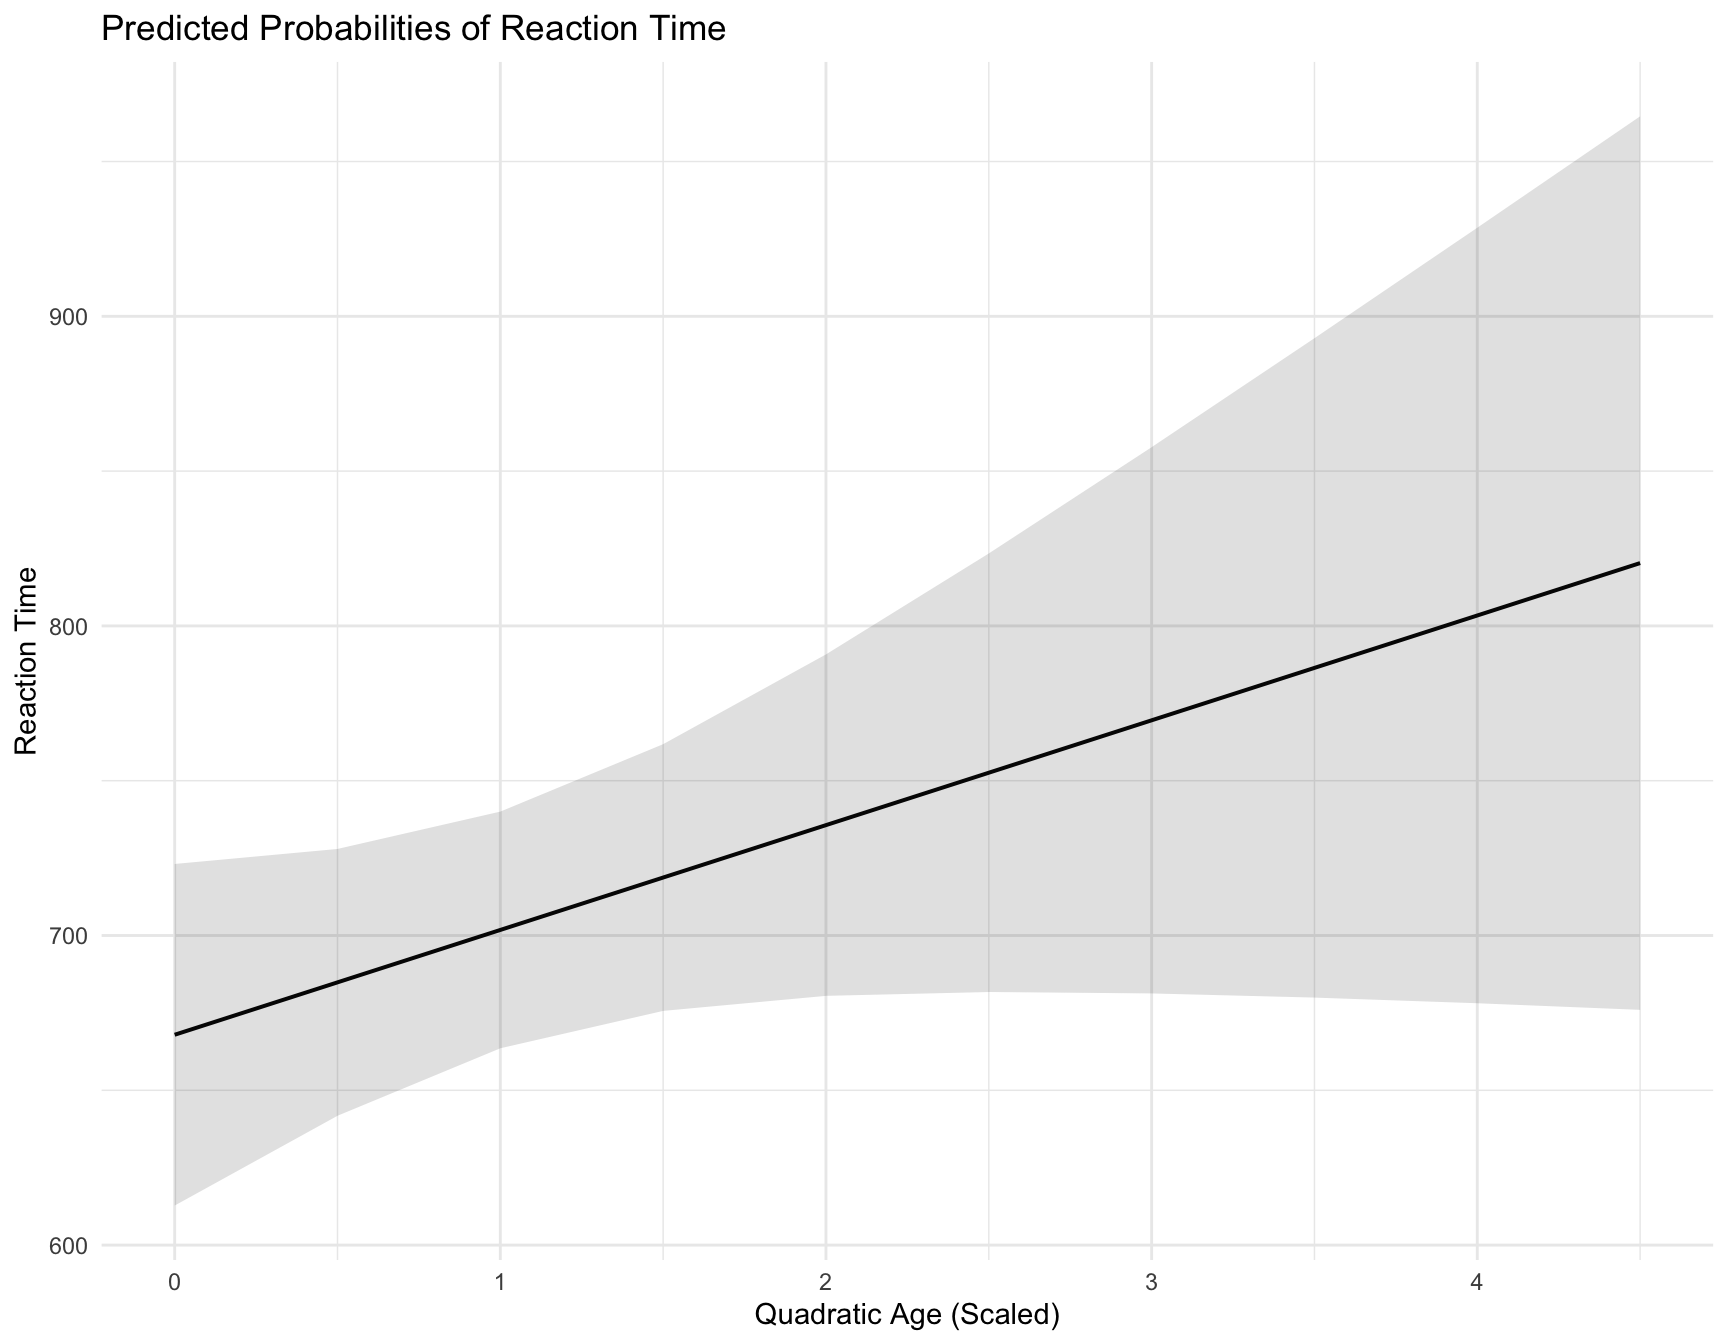 Predicted Probabilities of Reaction Time
Reaction Time
900
800
700
600
0 1 2 3 4
Quadratic Age (Scaled)